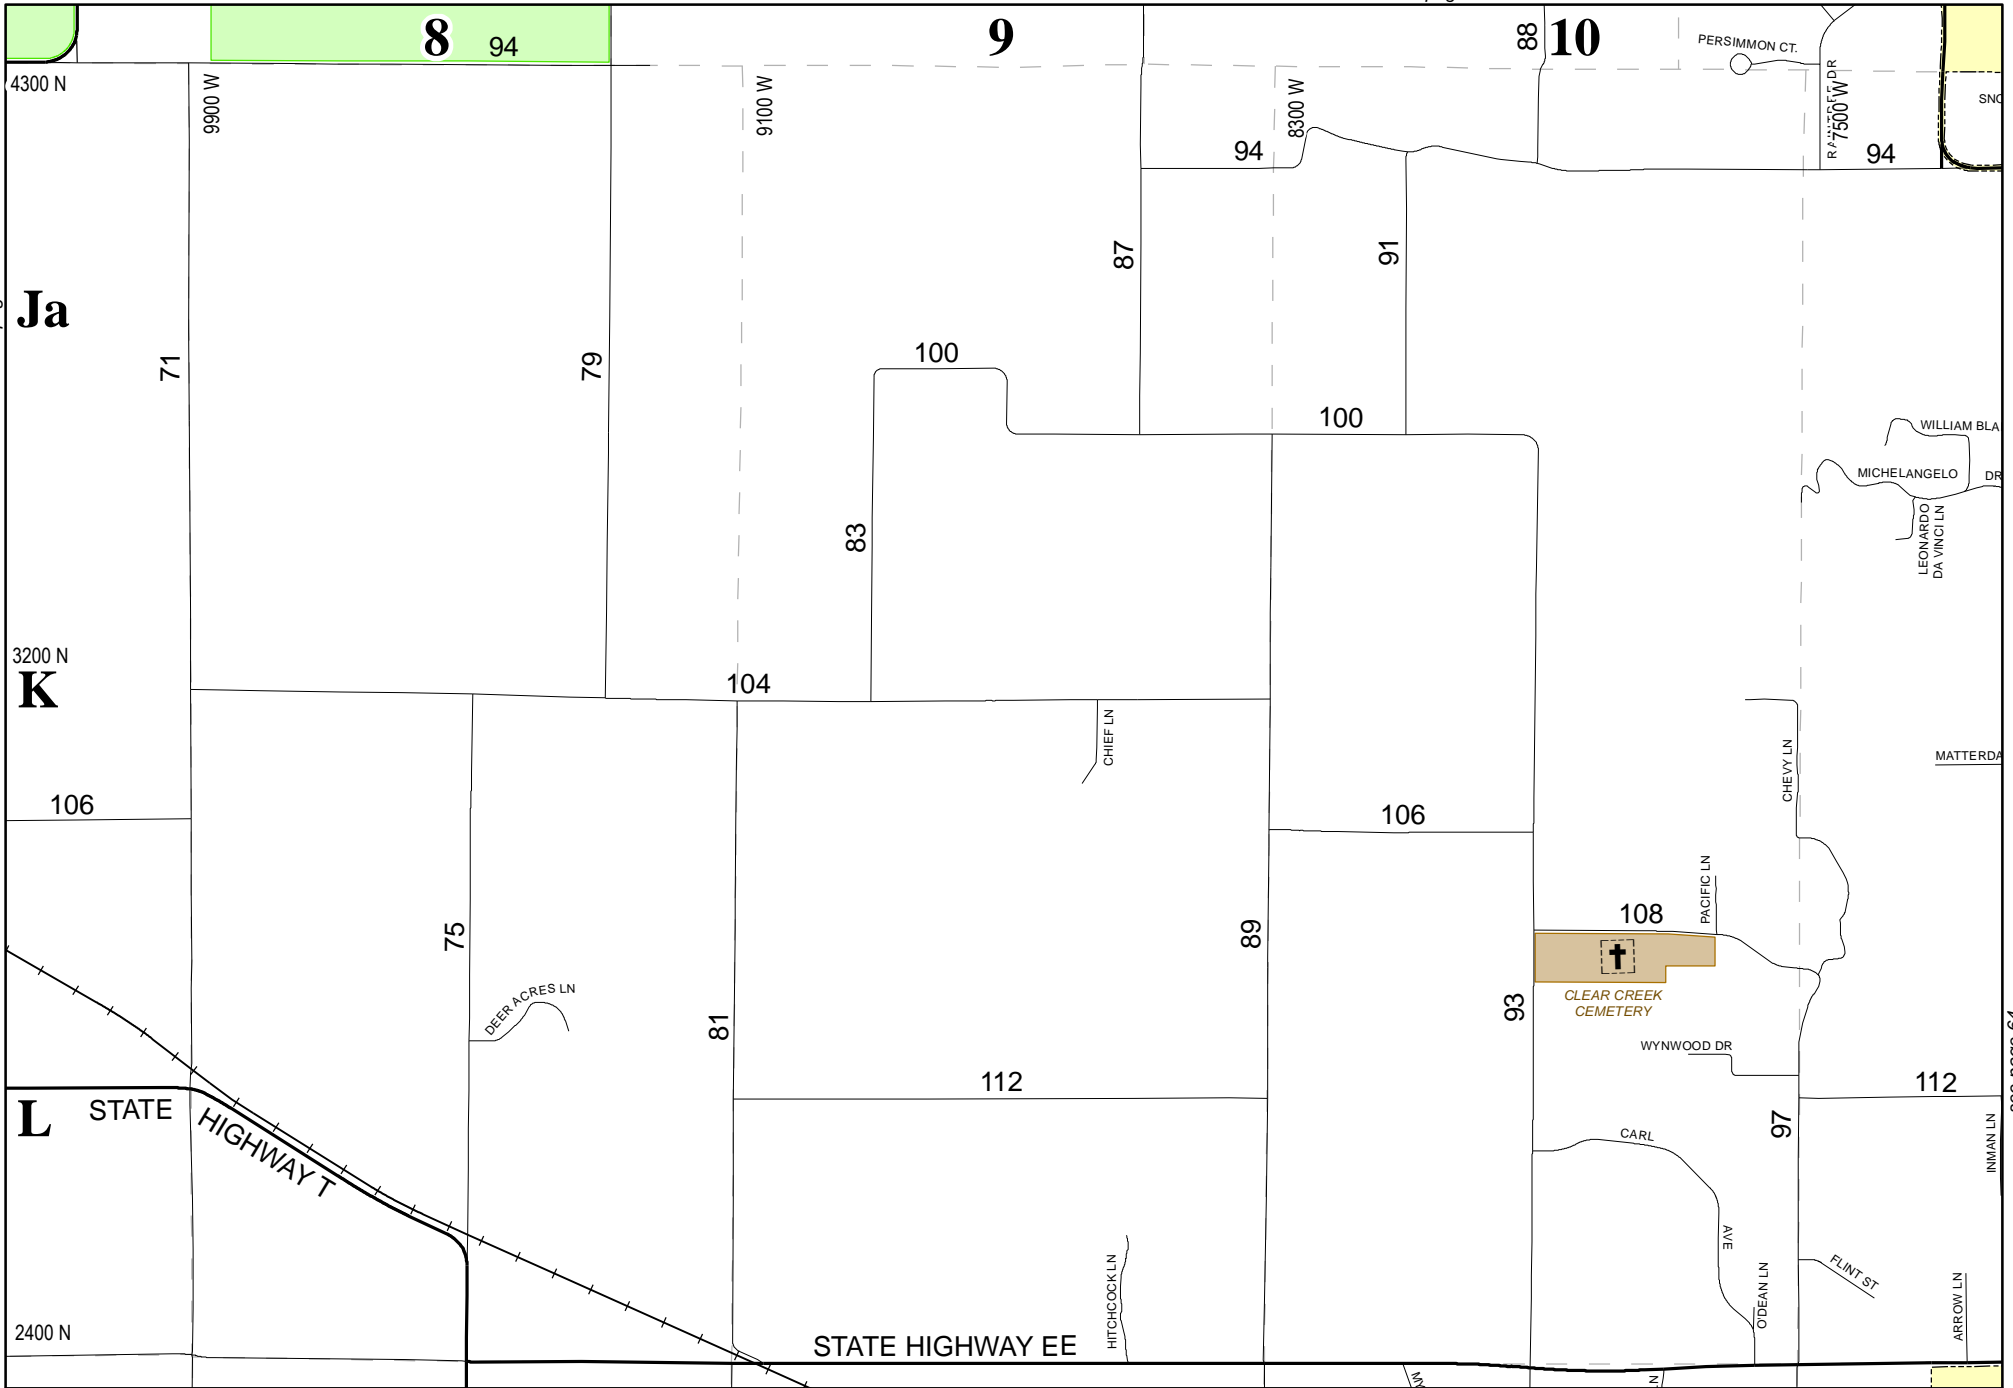 8
94
9
88
10
PERSIMMON CT.
4300 N
9900 W
9100 W
8300 W
7500 W
DR
SNO
94
94
87
91
Ja
71
79
100
100
WILLIAM BLA
MICHELANGELO DR
LEONARDO
DA VINCI LN
83
3200 N
K
104
CHIEF LN
CHEVY LN
MATTERDA
106
106
PACIFIC LN
108
75
89
CLEAR CREEK
CEMETERY
DEER ACRES LN
81
93
WYNWOOD DR
112
112
L
STATE HIGHWAY T
97
CARL AVE
INMAN LN
FLINT ST
O'DEAN LN
ARROW LN
HITCHCOCK LN
2400 N
STATE HIGHWAY EE
MY
N